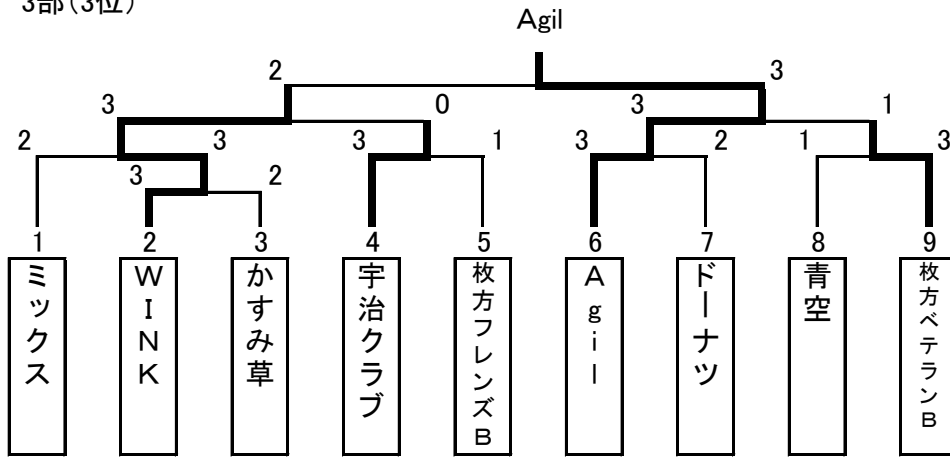 3部(3位)
Agil
2 3
3 0 3 1
2 3 3 1 3 2 1 3
3 2
1 2 3 4 5 6 7 8 9
ミックス
WINK
かすみ草
宇治クラブ
枚方フレンズB
Agil
ドーナツ
青空
枚方ベテランB